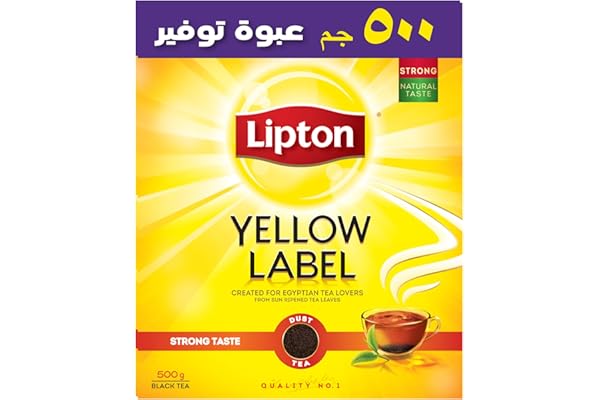 ٥٠٠ جم عبوة توفير
STRONG
NATURAL
TASTE
Lipton
YELLOW
LABEL
CREATED FOR EGYPTIAN TEA LOVERS
FROM SUN RIPENED TEA LEAVES
DUST
TEA
STRONG TASTE
500g
BLACK TEA
QUALITY NO.1